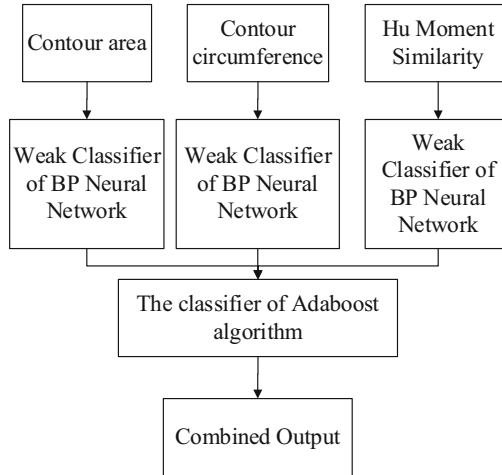 Contour area
Contour
circumference
Hu Moment
Similarity
Weak Classifier
of BP Neural
Network
Weak Classifier
of BP Neural
Network
Weak
Classifier of
BP Neural
Network
The classifier of Adaboost
algorithm
Combined Output